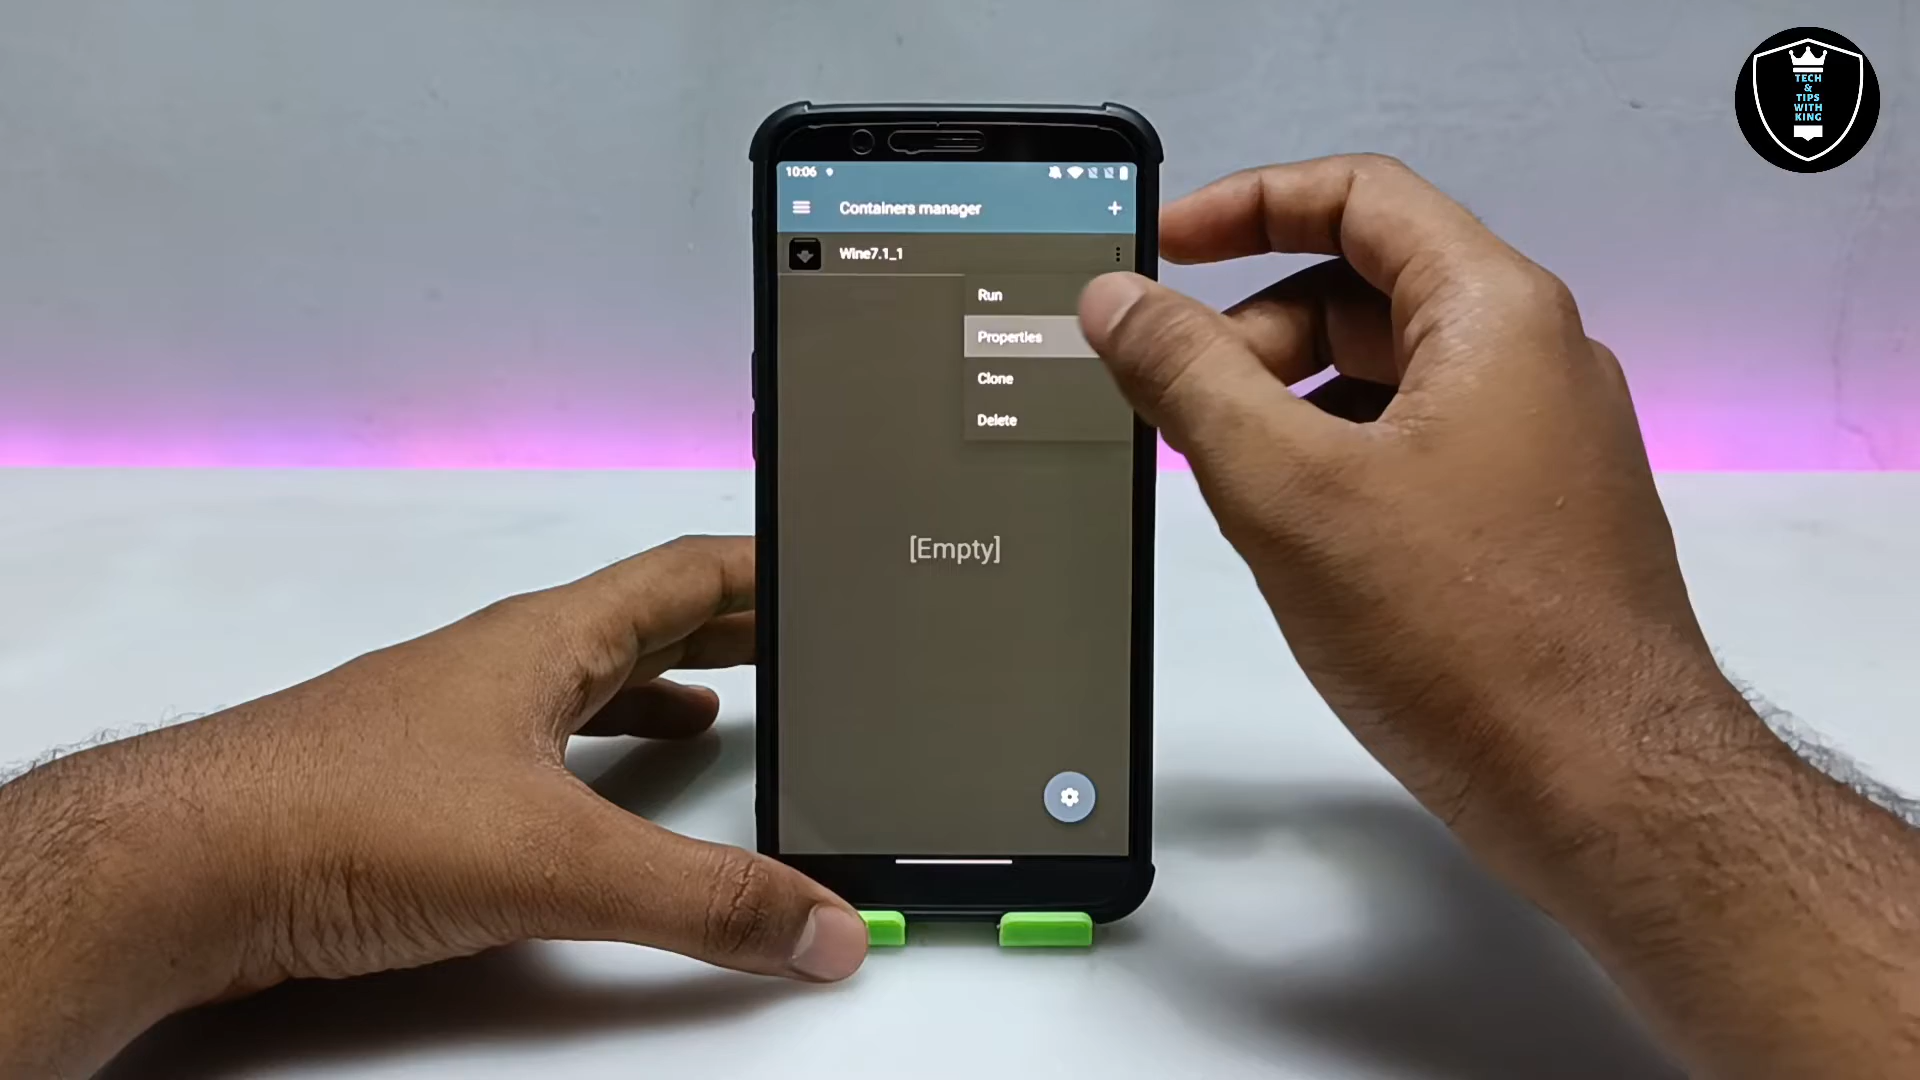 TECH
&
TIPS
WITH
KING
10:06
Containers manager
Wine7.1_1
Run
Properties
Clone
Delete
[Empty]